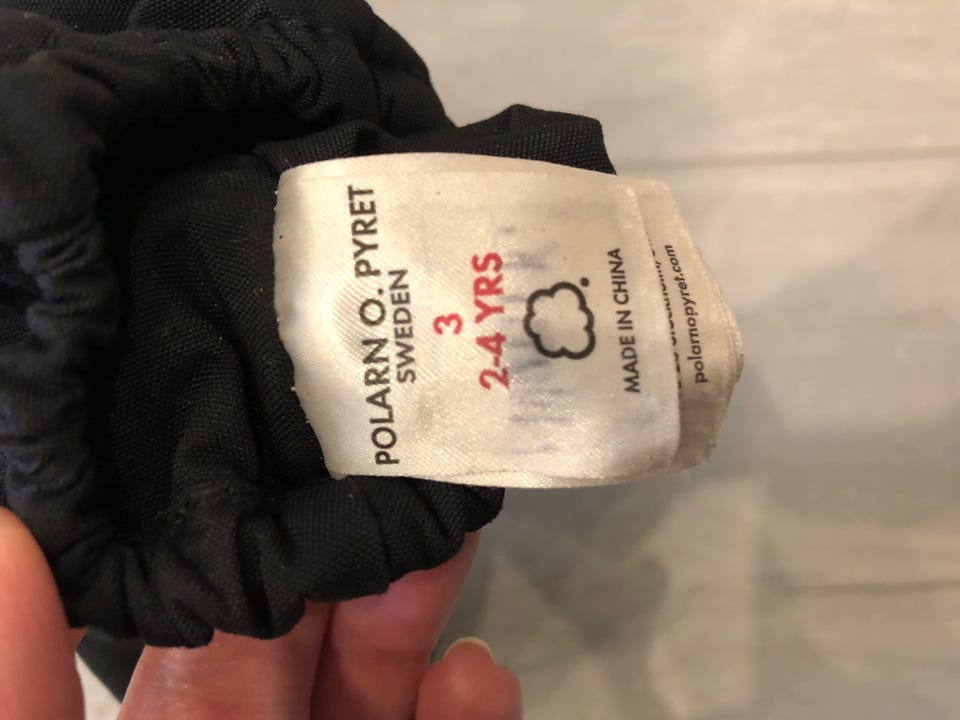 POLARN O. PYRET
SWEDEN
3
2-4 YRS
MADE IN CHINA
polarnopyret.com